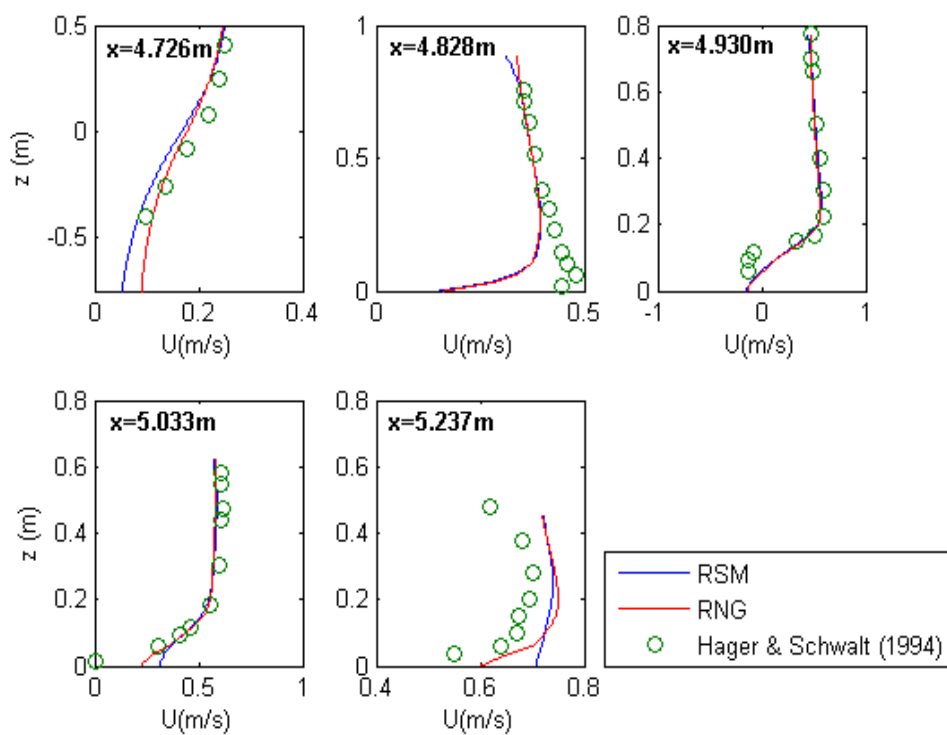 0.5
0
-0.5
z (m)
x=4.726m
0
0.2
0.4
U(m/s)
1
0.5
0
x=4.828m
0
0.5
U(m/s)
0.8
0.6
0.4
0.2
0
x=4.930m
-1
0
1
U(m/s)
0.8
0.6
0.4
0.2
0
z (m)
x=5.033m
0
0.5
1
U(m/s)
0.8
0.6
0.4
0.2
0
x=5.237m
0.4
0.6
0.8
U(m/s)
RSM
RNG
Hager & Schwalt (1994)